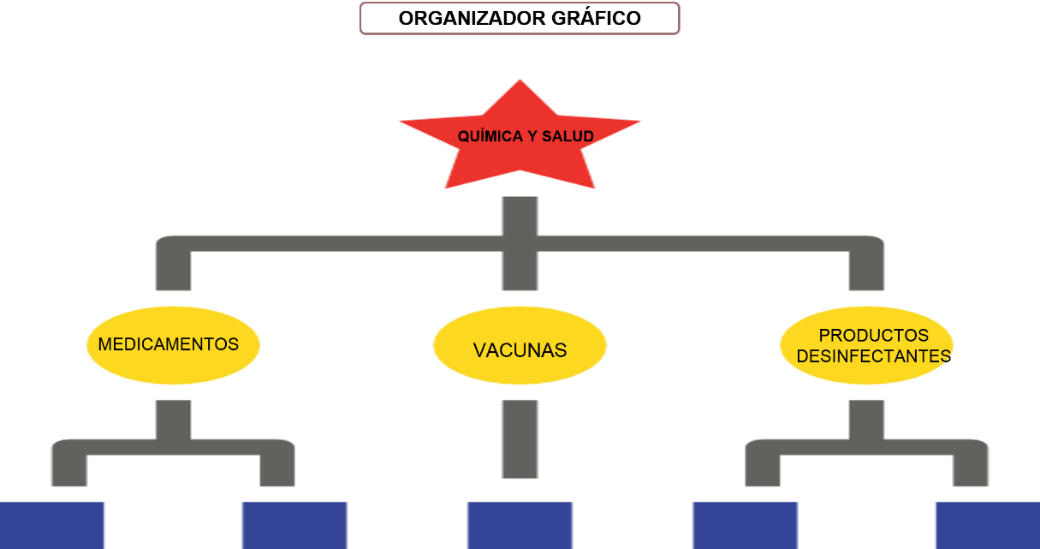 ORGANIZADOR GRÁFICO
QUÍMICA Y SALUD
MEDICAMENTOS
VACUNAS
PRODUCTOS
DESINFECTANTES